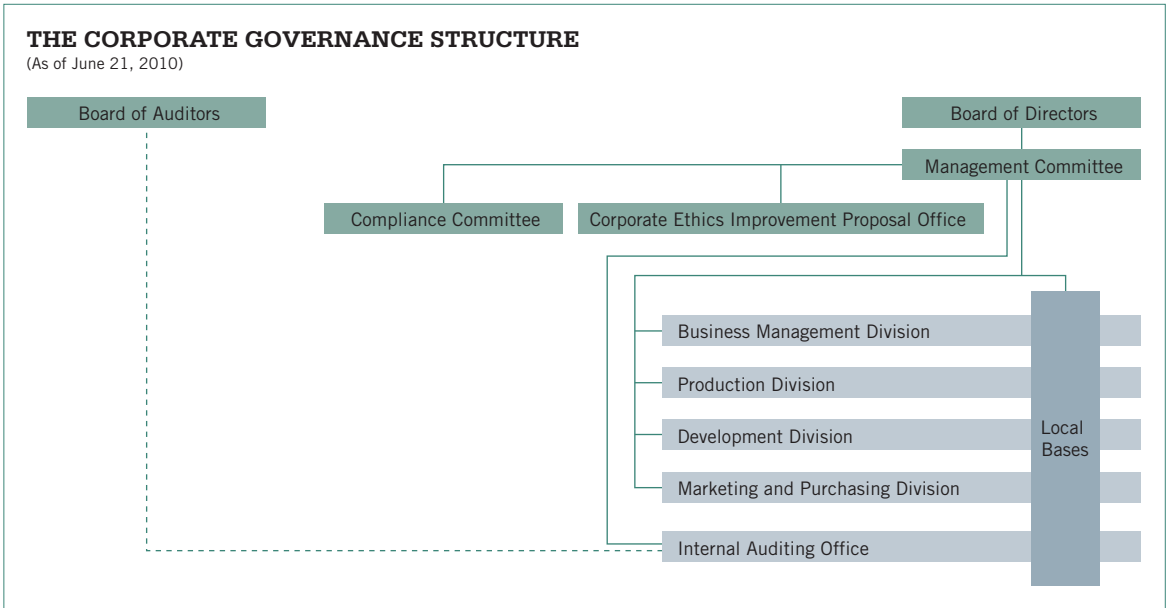 THE CORPORATE GOVERNANCE STRUCTURE
(As of June 21, 2010)
Board of Auditors
Board of Directors
Management Committee
Compliance Committee
Corporate Ethics Improvement Proposal Office
Business Management Division
Production Division
Development Division
Local
Bases
Marketing and Purchasing Division
Internal Auditing Office